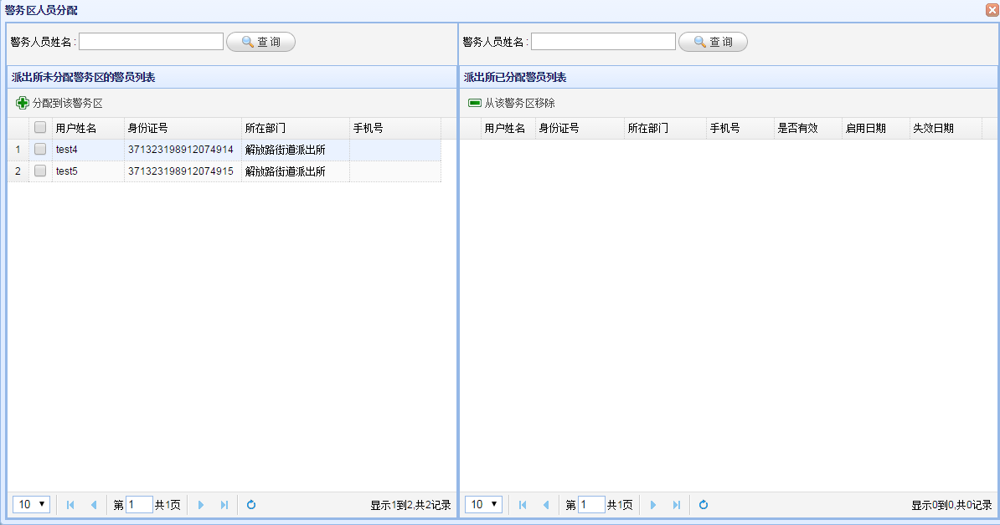 警务区人员分配
警务人员姓名: 查 询
派出所未分配警务区的警员列表
分配到该警务区
用户姓名 身份证号 所在部门 手机号
1 test4 371323198912074914 解放路街道派出所
2 test5 371323198912074915 解放路街道派出所
10 第 1 共1页 显示1到2,共2记录
警务人员姓名: 查 询
派出所已分配警员列表
从该警务区移除
用户姓名 身份证号 所在部门 手机号 是否有效 启用日期 失效日期
10 第 1 共1页 显示0到0,共0记录